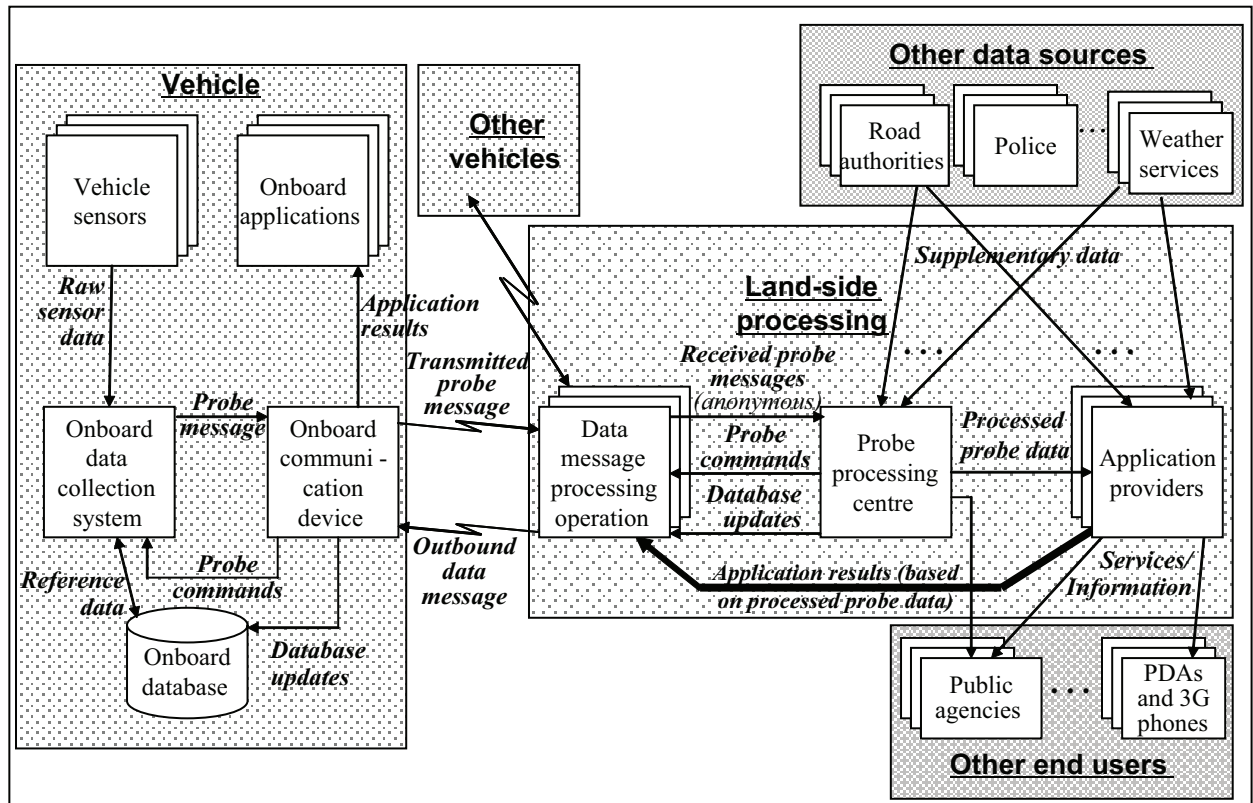 Vehicle
Vehicle
sensors
Onboard
applications
Raw
sensor
data
Application
results
Probe
message
Onboard
data
collection
system
Onboard
communi -
cation
device
Reference
data
Probe
commands
Onboard
database
Database
updates
Other
vehicles
Transmitted
probe
message
Outbound
data
message
Other data sources
Road
authorities
Police
...
Weather
services
Supplementary data
Land-side
processing
...
...
Received probe
messages
(anonymous)
Data
message
processing
operation
Probe
commands
Database
updates
Probe
processing
centre
Processed
probe data
Application
providers
Application results (based
on processed probe data)
Services/
Information
Public
agencies
...
PDAs
and 3G
phones
Other end users